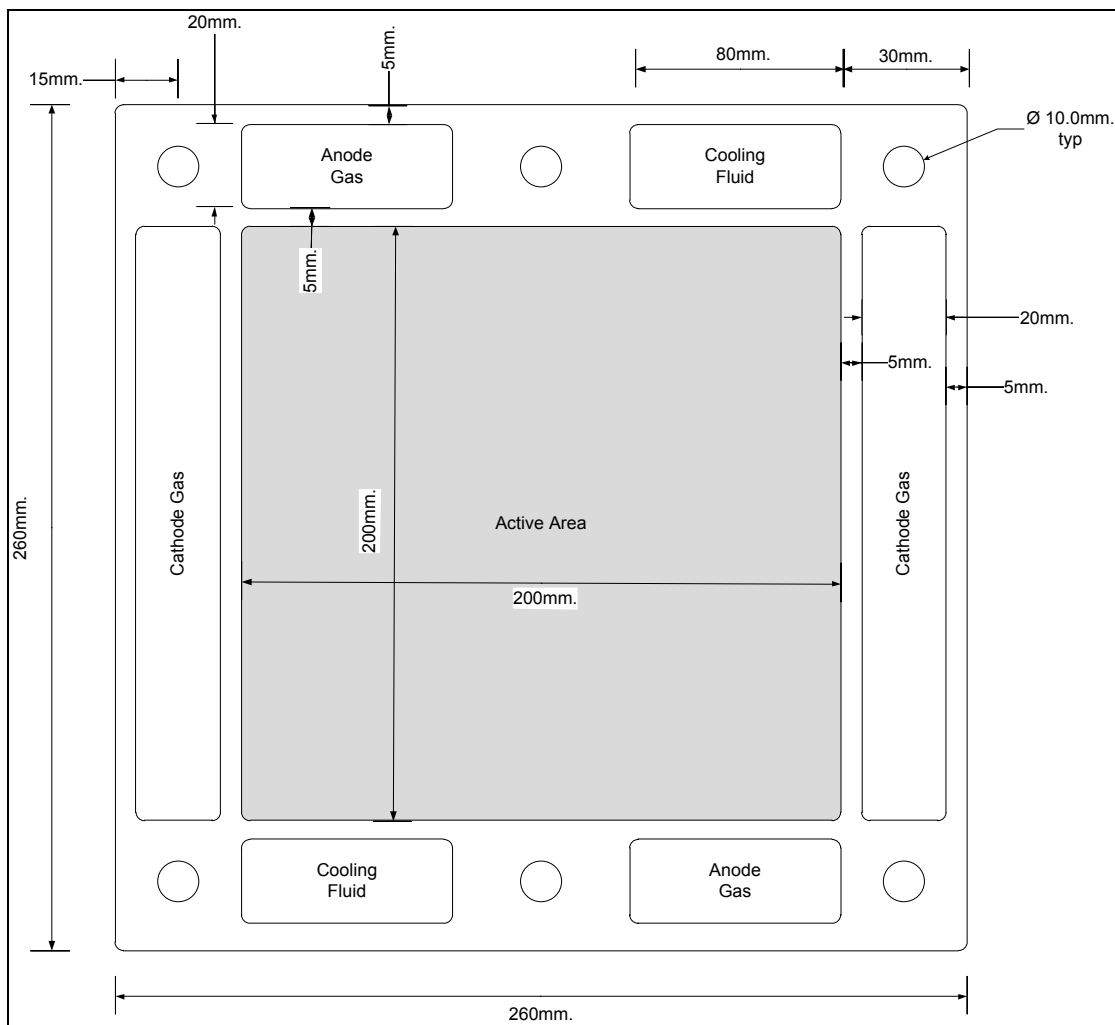 20mm.
5mm.
80mm.
30mm.
15mm.
Ø 10.0mm.
typ
Anode
Gas
Cooling
Fluid
5mm.
20mm.
5mm.
5mm.
260mm.
Cathode Gas
200mm.
Active Area
Cathode Gas
200mm.
Cooling
Fluid
Anode
Gas
260mm.